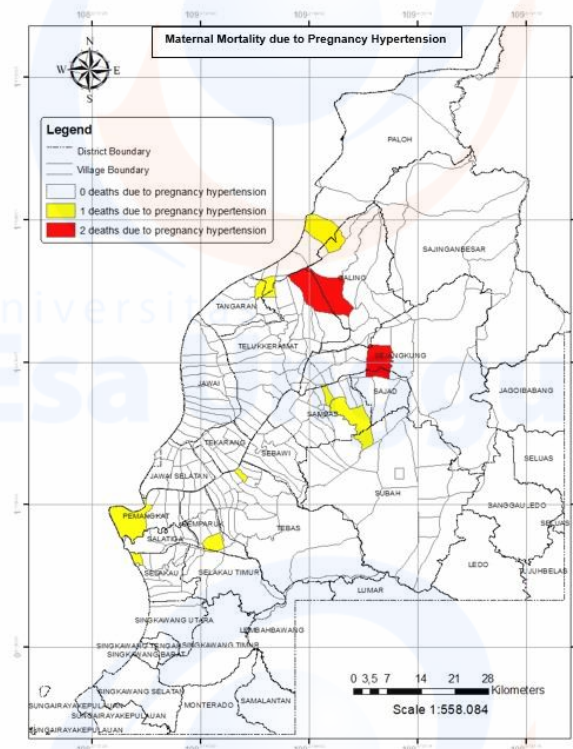 Maternal Mortality due to Pregnancy Hypertension
N
W E
S
Legend
District Boundary
Village Boundary
0 deaths due to pregnancy hypertension
1 deaths due to pregnancy hypertension
2 deaths due to pregnancy hypertension
PALOH
SAJINGANBESAR
TANGARAN
TELUKKERAMAT
JAWAI
SAJAD
JAGOIBABANG
SAMBAS
TEKARANG
SEBAWI
SELUAS
JAWAI SELATAN
SUBAH
PEMANGKAT
SANGGAU LEDO
SELUAS
TEBAS
SALATIGA
SELAKAU
SELAKAU TIMUR
LEDO
TUJUHBELAS
LUMAR
SINGKAWANG UTARA
LEMBAHBAWANG
SINGKAWANG TENGAH
SINGKAWANG TIMUR
SINGKAWANG BARAT
SINGKAWANG SELATAN
SUNGAIRAYAKEPULAUAN
MONTERADO
SAMALANTAN
SUNGAIRAYAKEPULAUAN
SUNGAIRAYAKEPULAUAN
0 3,5 7 14 21 28
Kilometers
Scale 1:558.084